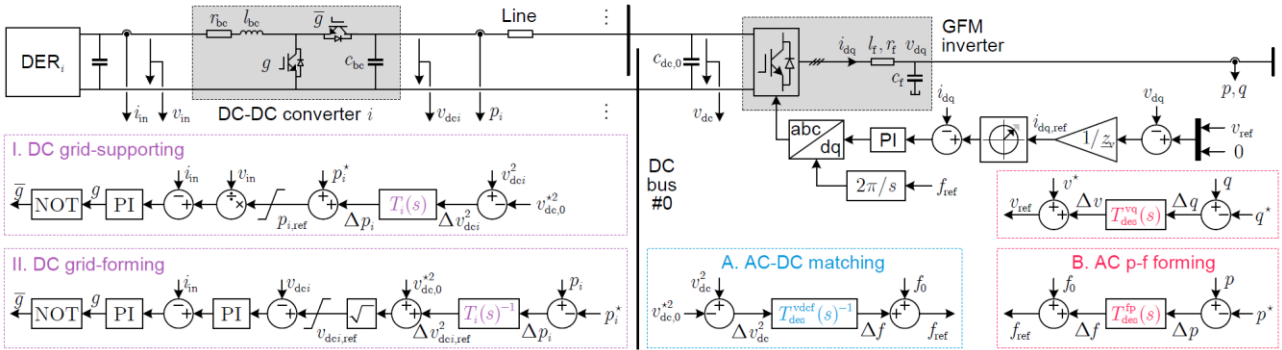 DER_i
r_bc
l_bc
g̅
g
c_bc
DC-DC converter i
i_in
v_in
v_dci
p_i
Line
⋮
⋮
DC
bus
#0
c_dc,0
v_dc
i_dq
l_f, r_f
v_dq
c_f
GFM
inverter
p, q
abc
dq
PI
i_dq
i_dq,ref
1/z_v
v_dq
v_ref
0
2π/s
f_ref
I. DC grid-supporting
g̅
NOT
g
PI
i_in
v_in
÷
×
p_i,ref
p_i^⋆
Δp_i
T_i(s)
Δv_dci^2
v_dci^2
v_dc,0^⋆2
II. DC grid-forming
g̅
NOT
g
PI
i_in
PI
v_dci
v_dci,ref
√
v_dc,0^⋆2
Δv_dci,ref^2
T_i(s)^-1
Δp_i
p_i
p_i^⋆
A. AC-DC matching
v_dc^2
v_dc,0^⋆2
Δv_dc^2
T_des^vdcf(s)^-1
Δf
f_0
f_ref
v_ref
v^⋆
Δv
T_des^vq(s)
Δq
q
q^⋆
B. AC p-f forming
f_ref
f_0
Δf
T_des^fp(s)
Δp
p
p^⋆